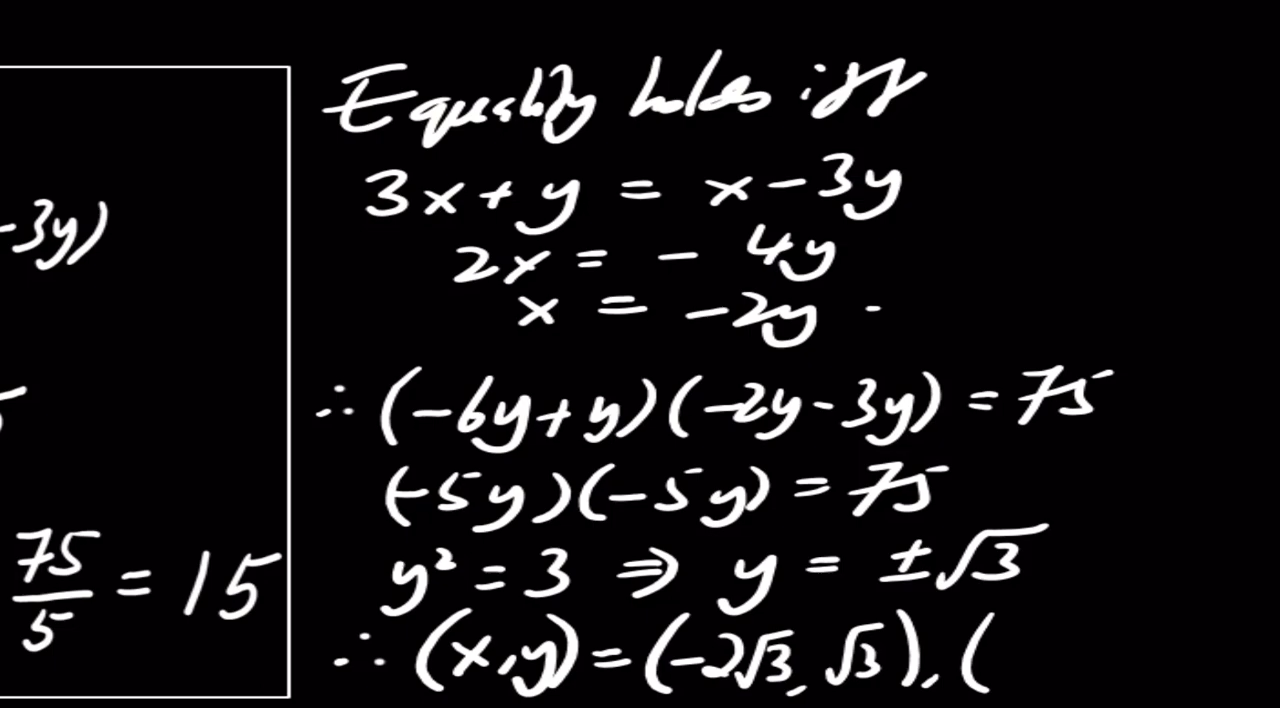 Equality holds iff
3x + y = x - 3y
-3y)
2x = - 4y
x = -2y
∴ (-6y + y)(-2y - 3y) = 75
(-5y)(-5y) = 75
75/5 = 15
y² = 3 ⇒ y = ±√3
∴ (x, y) = (-2√3, √3), (